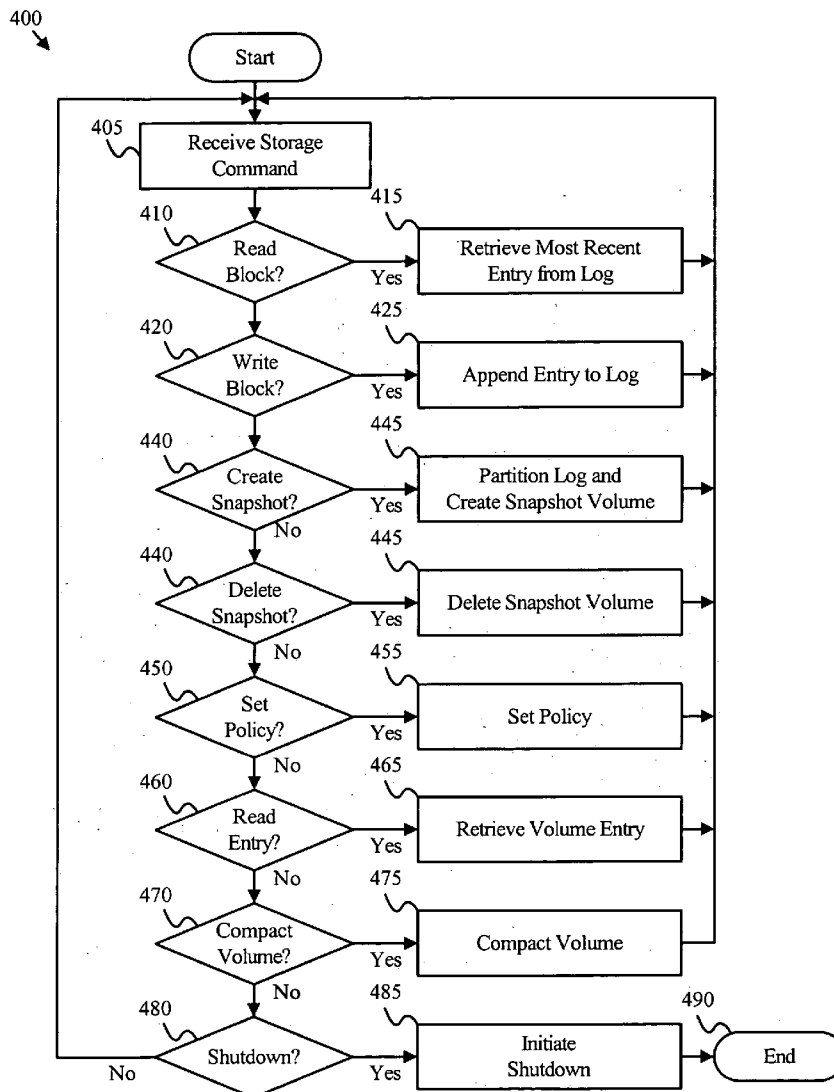 400
Start
405
Receive Storage
Command
410
Read
Block?
Yes
415
Retrieve Most Recent
Entry from Log
420
Write
Block?
Yes
425
Append Entry to Log
440
Create
Snapshot?
Yes
No
445
Partition Log and
Create Snapshot Volume
440
Delete
Snapshot?
Yes
No
445
Delete Snapshot Volume
450
Set
Policy?
Yes
No
455
Set Policy
460
Read
Entry?
Yes
No
465
Retrieve Volume Entry
470
Compact
Volume?
Yes
No
475
Compact Volume
480
Shutdown?
No
Yes
485
Initiate
Shutdown
490
End